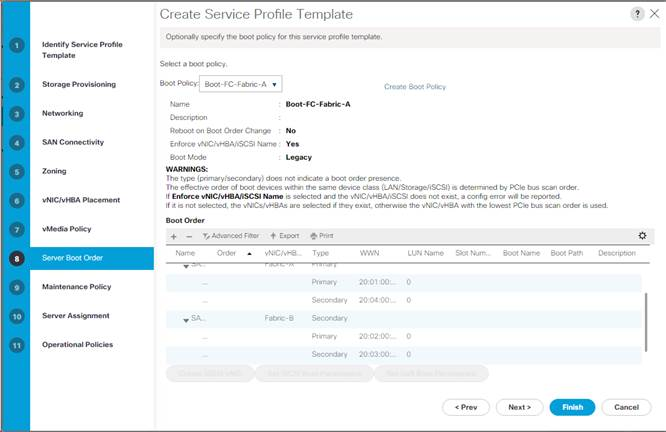 Create Service Profile Template
?
Optionally specify the boot policy for this service profile template.
1 Identify Service Profile
Template
2 Storage Provisioning
3 Networking
4 SAN Connectivity
5 Zoning
6 vNIC/vHBA Placement
7 vMedia Policy
8 Server Boot Order
9 Maintenance Policy
10 Server Assignment
11 Operational Policies
Select a boot policy.
Boot Policy: Boot-FC-Fabric-A Create Boot Policy
Name : Boot-FC-Fabric-A
Description :
Reboot on Boot Order Change : No
Enforce vNIC/vHBA/iSCSI Name : Yes
Boot Mode : Legacy
WARNINGS:
The type (primary/secondary) does not indicate a boot order presence.
The effective order of boot devices within the same device class (LAN/Storage/iSCSI) is determined by PCIe bus scan order.
If Enforce vNIC/vHBA/iSCSI Name is selected and the vNIC/vHBA/iSCSI does not exist, a config error will be reported.
If it is not selected, the vNICs/vHBAs are selected if they exist, otherwise the vNIC/vHBA with the lowest PCIe bus scan order is used.
Boot Order
+ − Advanced Filter Export Print
Name Order vNIC/vHB... Type WWN LUN Name Slot Num... Boot Name Boot Path Description
SA... Fabric-A Primary
... Primary 20:01:00:... 0
... Secondary 20:04:00:... 0
SA... Fabric-B Secondary
... Primary 20:02:00:... 0
... Secondary 20:03:00:... 0
Create iSCSI vNIC Set iSCSI Boot Parameters Set Uefi Boot Parameters
< Prev Next > Finish Cancel